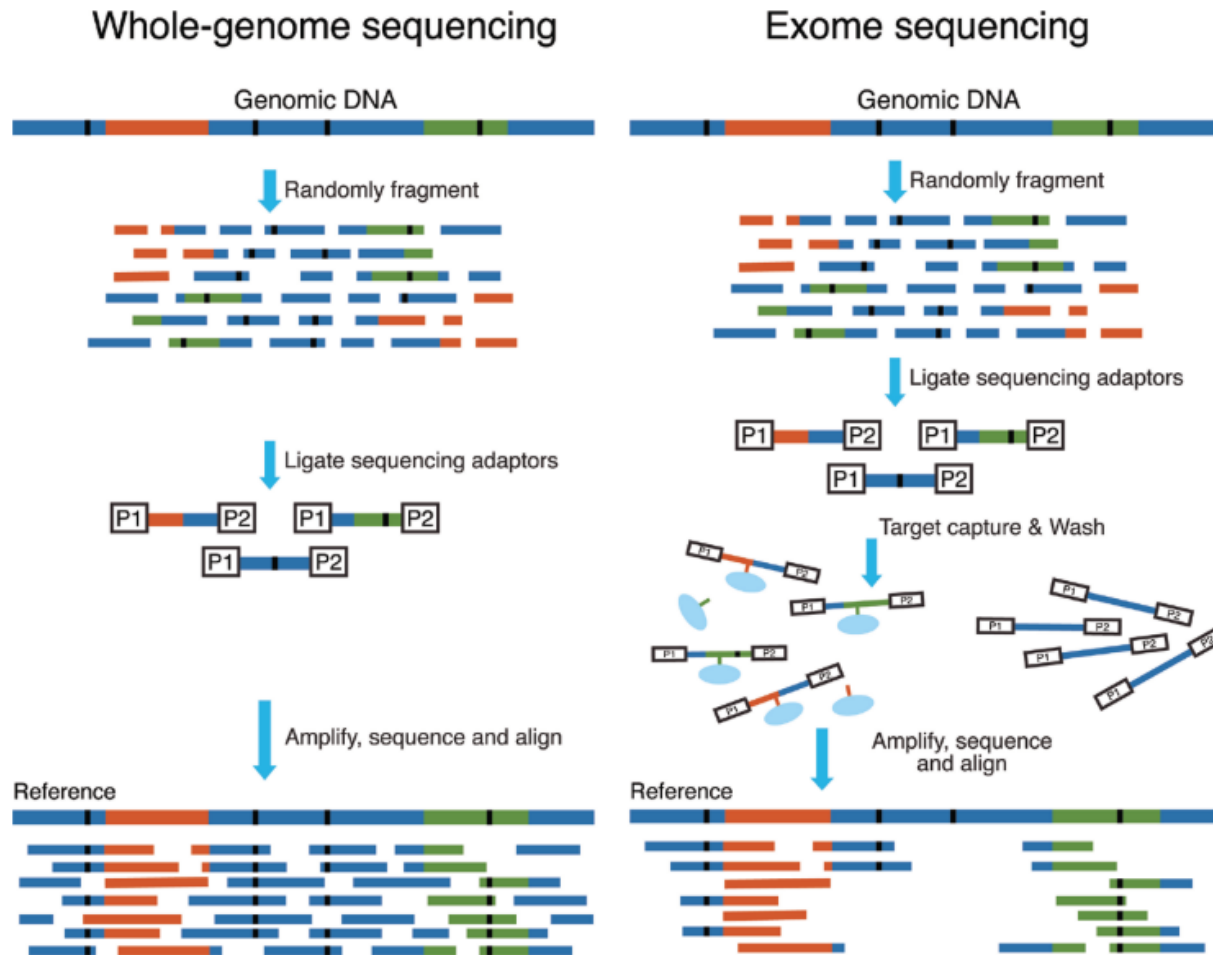 Whole-genome sequencing
Genomic DNA
Randomly fragment
Ligate sequencing adaptors
P1 P2 P1 P2
P1 P2
Amplify, sequence and align
Reference
Exome sequencing
Genomic DNA
Randomly fragment
Ligate sequencing adaptors
P1 P2 P1 P2
P1 P2
Target capture & Wash
P1 P2
P1 P2
P1 P2
P1 P2
P1 P2
P1 P2
P1 P2
P1 P2
Amplify, sequence
and align
Reference